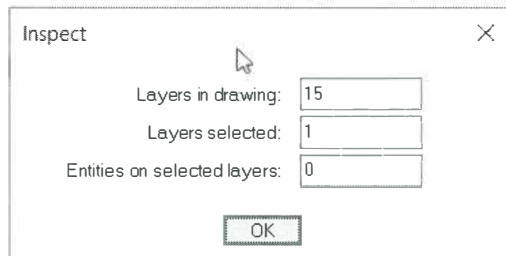 Inspect
Layers in drawing: 15
Layers selected: 1
Entities on selected layers: 0
OK